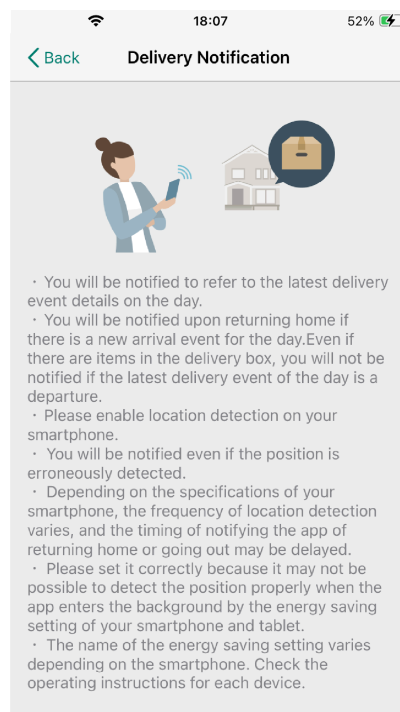 18:07
52%
Back
Delivery Notification
・You will be notified to refer to the latest delivery
event details on the day.
・You will be notified upon returning home if
there is a new arrival event for the day.Even if
there are items in the delivery box, you will not be
notified if the latest delivery event of the day is a
departure.
・Please enable location detection on your
smartphone.
・You will be notified even if the position is
erroneously detected.
・Depending on the specifications of your
smartphone, the frequency of location detection
varies, and the timing of notifying the app of
returning home or going out may be delayed.
・Please set it correctly because it may not be
possible to detect the position properly when the
app enters the background by the energy saving
setting of your smartphone and tablet.
・The name of the energy saving setting varies
depending on the smartphone. Check the
operating instructions for each device.